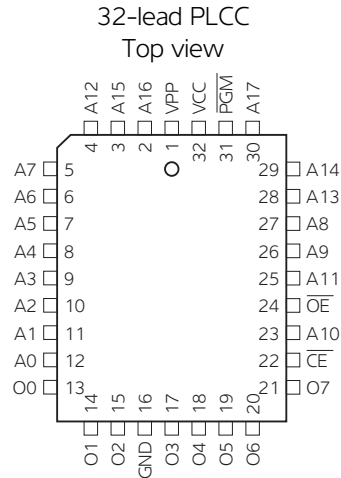 32-lead PLCC
Top view
A12 A15 A16 VPP VCC P̅G̅M̅ A17
4 3 2 1 32 31 30
A7 5 29 A14
A6 6 28 A13
A5 7 27 A8
A4 8 26 A9
A3 9 25 A11
A2 10 24 O̅E̅
A1 11 23 A10
A0 12 22 C̅E̅
O0 13 21 O7
14 15 16 17 18 19 20
O1 O2 GND O3 O4 O5 O6